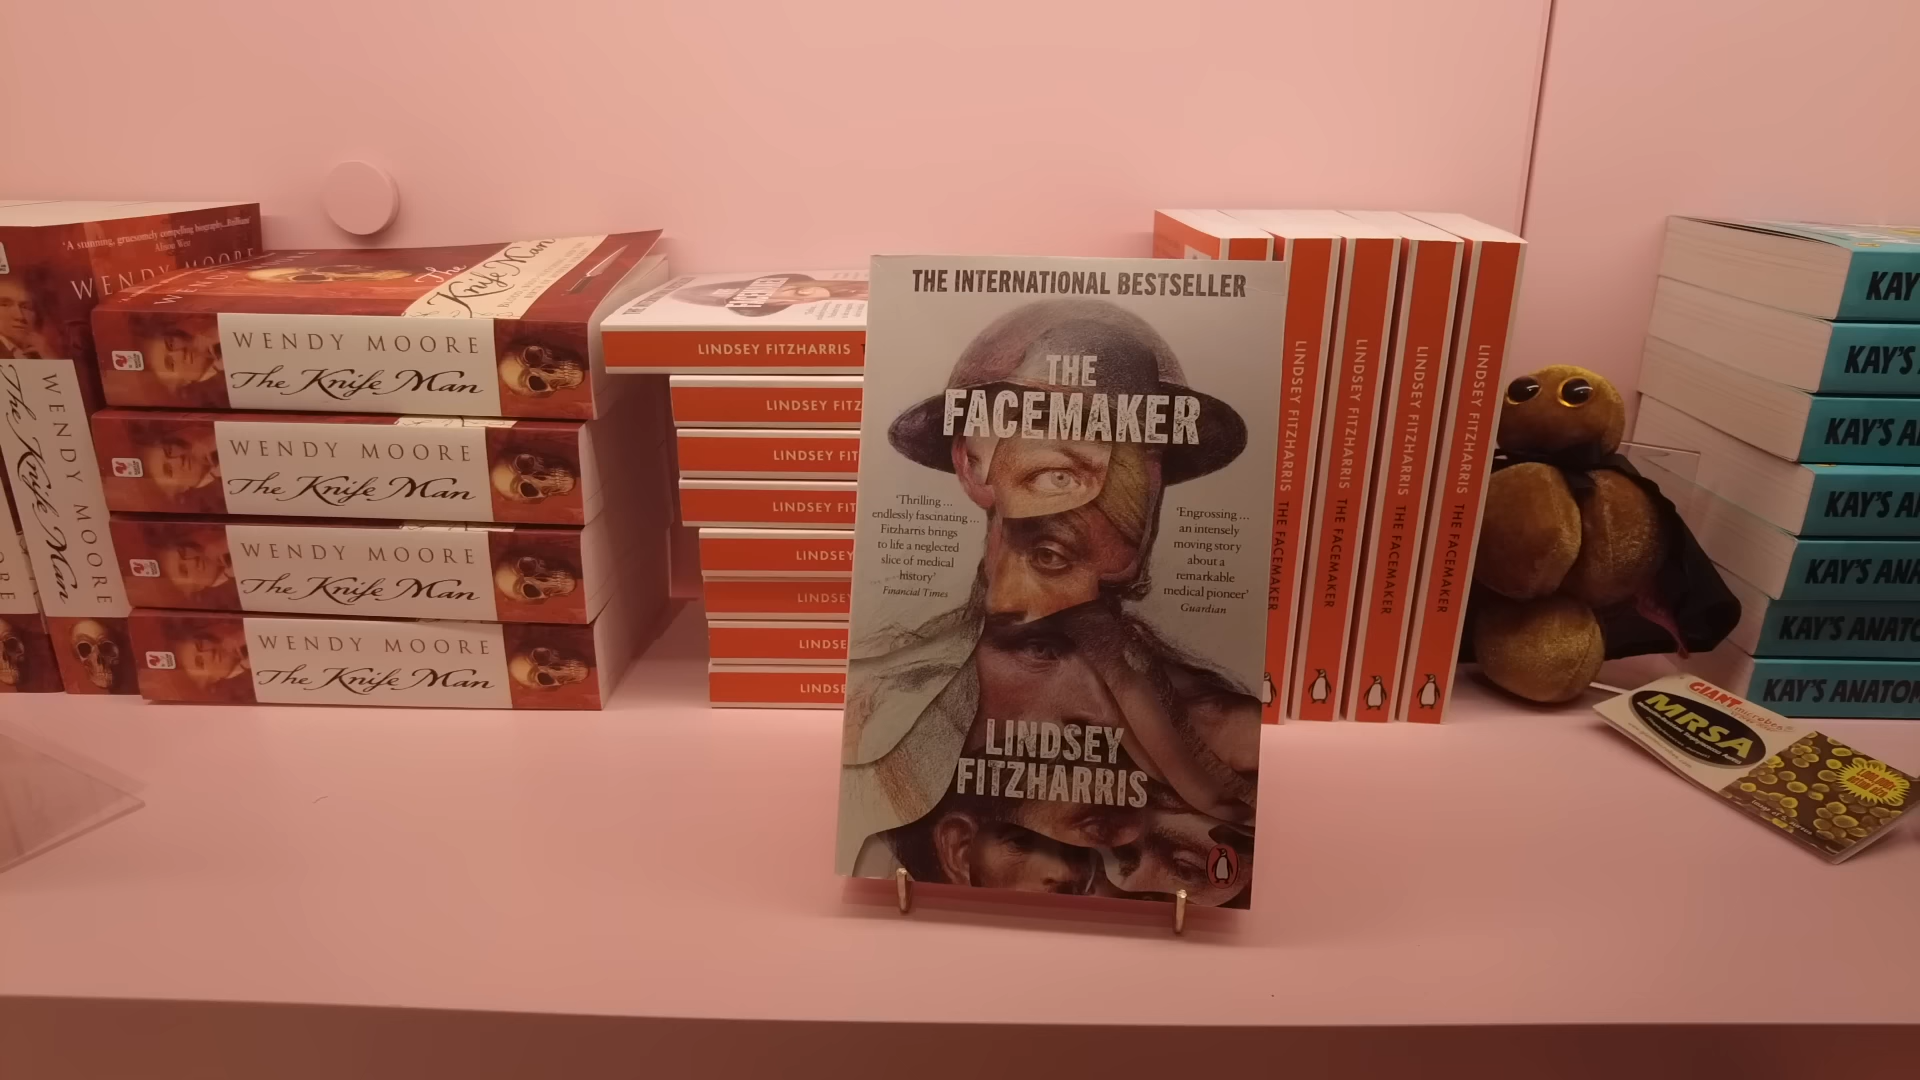 'A stunning, gruesomely compelling biography...Brilliant'
Alison Weir
WENDY MOORE
The Knife Man
WENDY MOORE
The
Knife Man
WENDY MOORE
The Knife Man
WENDY MOORE
The Knife Man
WENDY MOORE
The Knife Man
WENDY MOORE
The Knife Man
FACEMAKER
LINDSEY FITZHARRIS
LINDSEY FITZ
LINDSEY FIT
LINDSEY FIT
LINDSEY
LINDSEY
LINDSE
LINDSE
THE INTERNATIONAL BESTSELLER
THE
FACEMAKER
'Thrilling ...
endlessly fascinating ...
Fitzharris brings
to life a neglected
slice of medical
history'
Financial Times
'Engrossing ...
an intensely
moving story
about a
remarkable
medical pioneer'
Guardian
LINDSEY
FITZHARRIS
LINDSEY FITZHARRIS THE FACEMAKER
LINDSEY FITZHARRIS THE FACEMAKER
LINDSEY FITZHARRIS THE FACEMAKER
LINDSEY FITZHARRIS THE FACEMAKER
GIANT microbes
MRSA
KAY
KAY'S
KAY'S A
KAY'S A
KAY'S ANA
KAY'S ANATO
KAY'S ANATOM